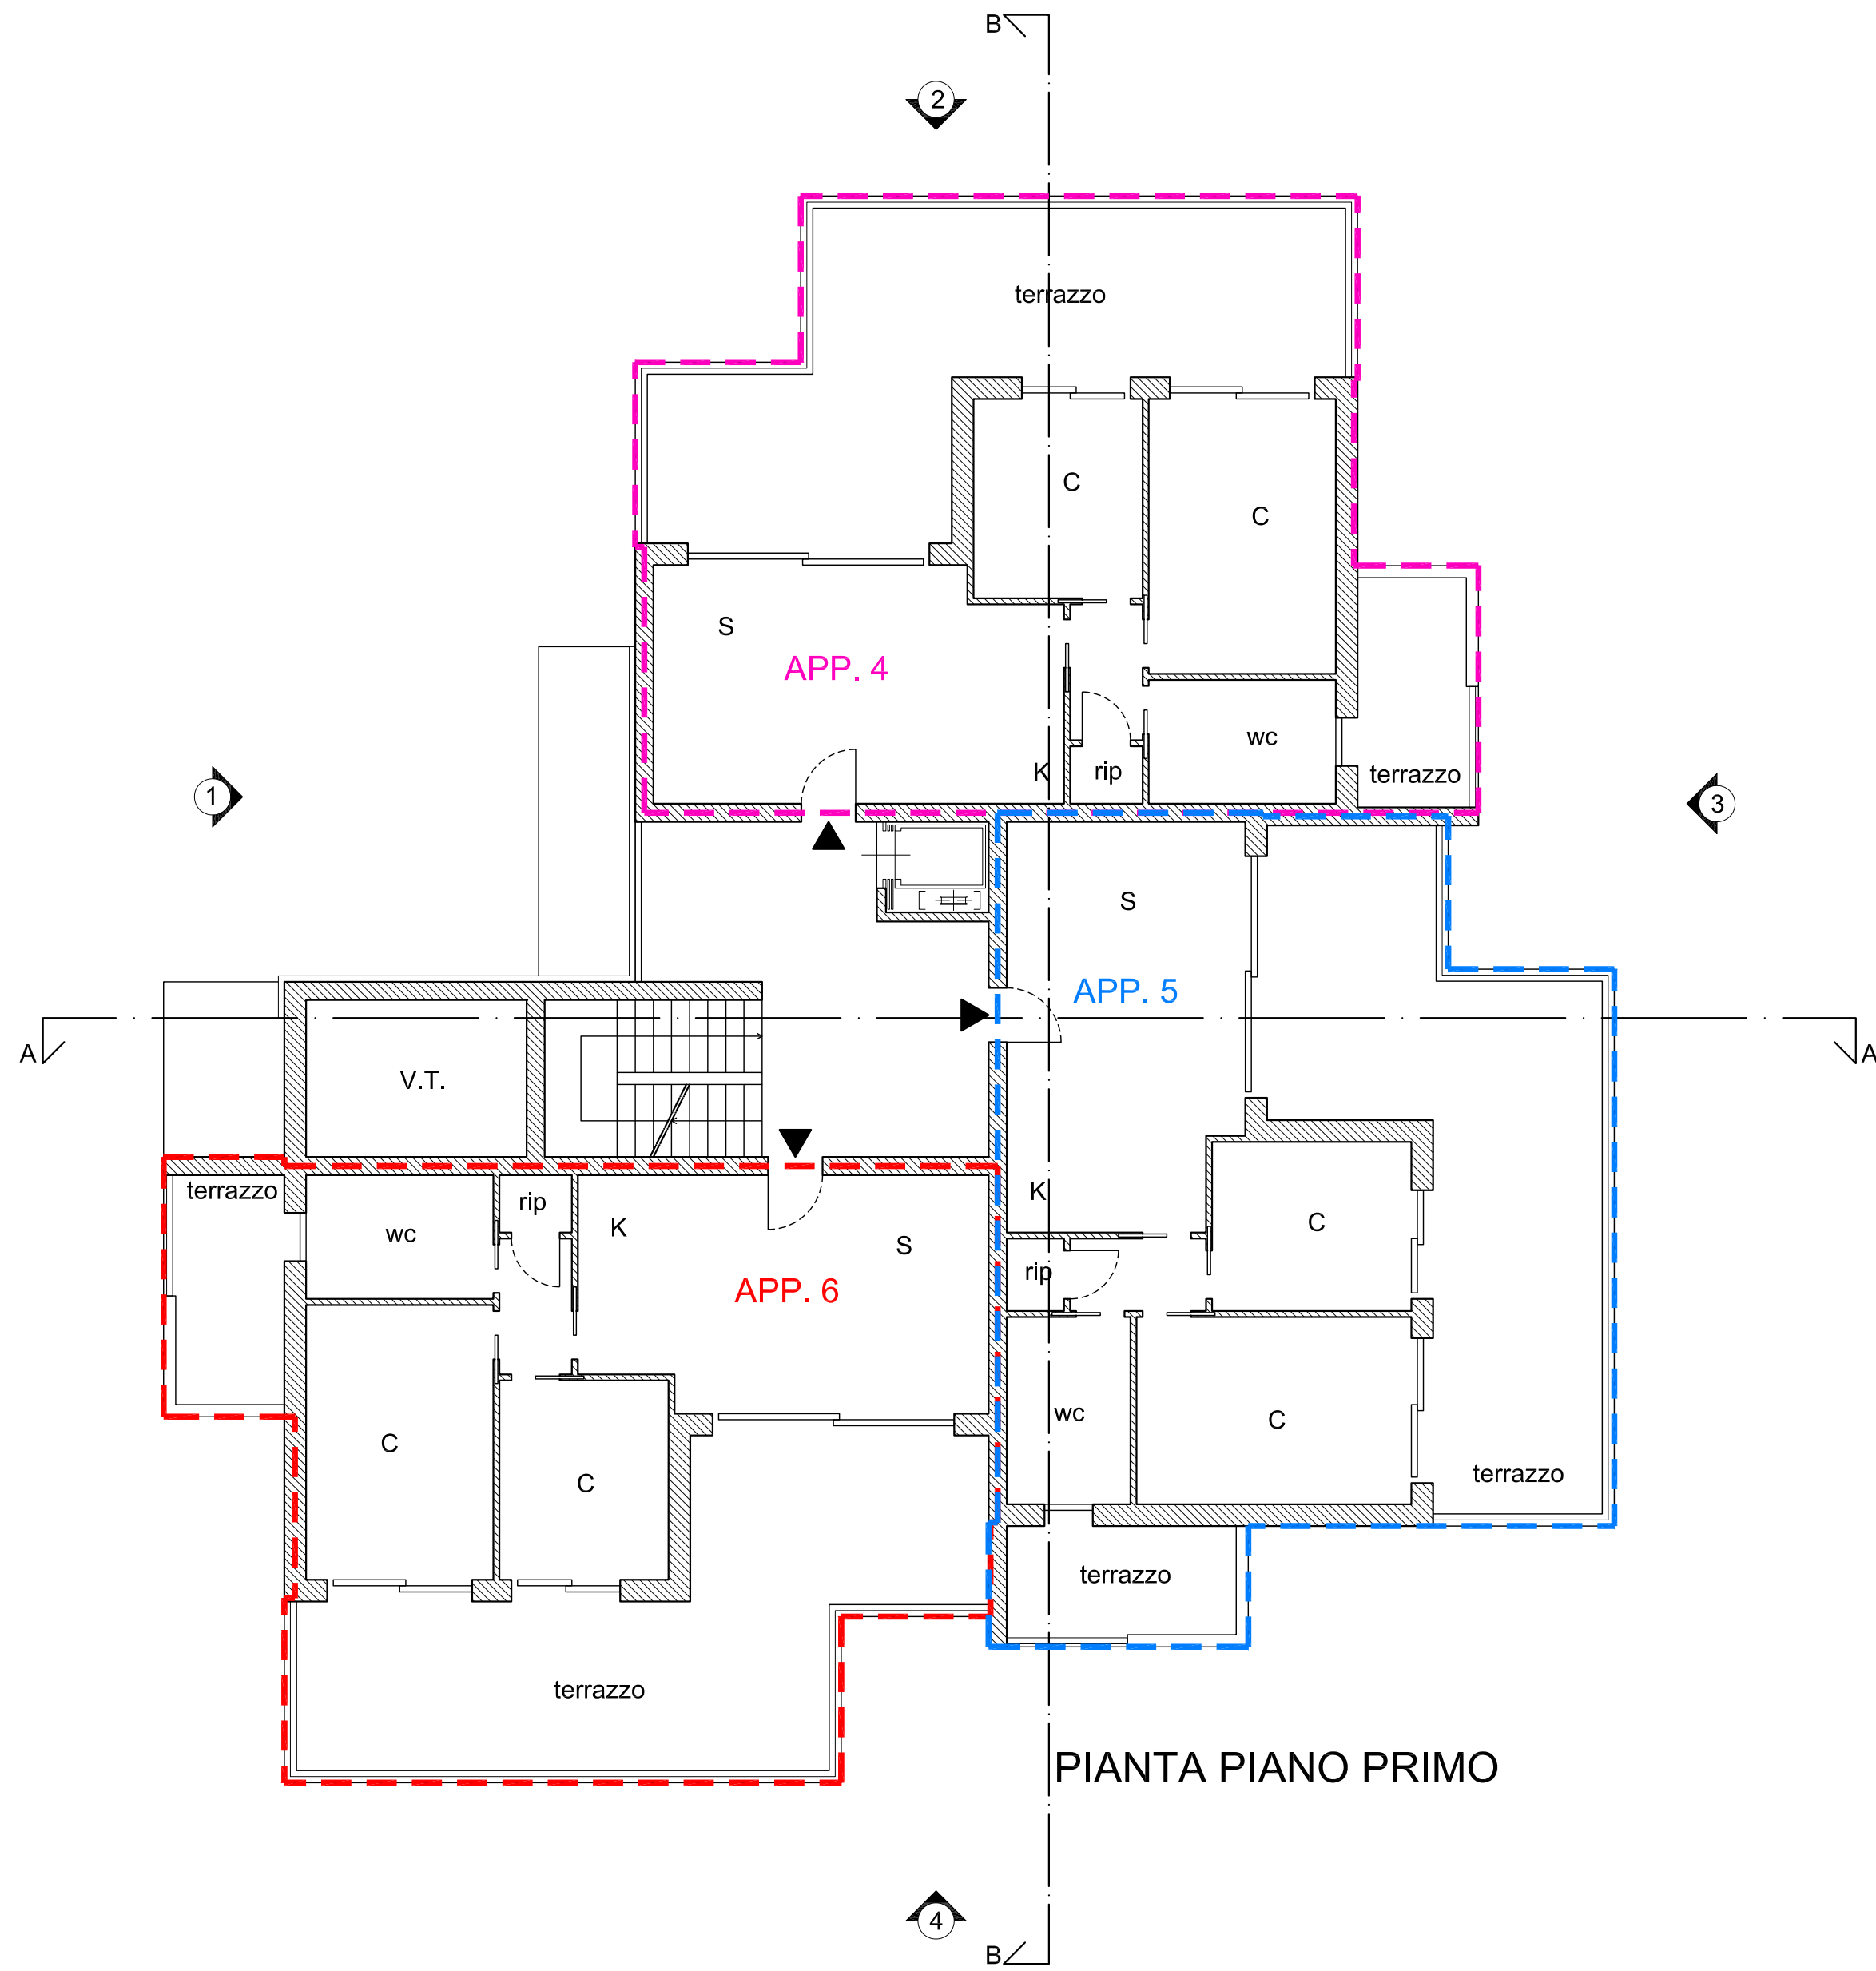 B
2
terrazzo
C
C
S
APP. 4
wc
K
rip
terrazzo
1
3
S
APP. 5
A
A
V.T.
terrazzo
rip
K
K
wc
S
C
rip
APP. 6
wc
C
C
C
terrazzo
terrazzo
terrazzo
PIANTA PIANO PRIMO
4
B